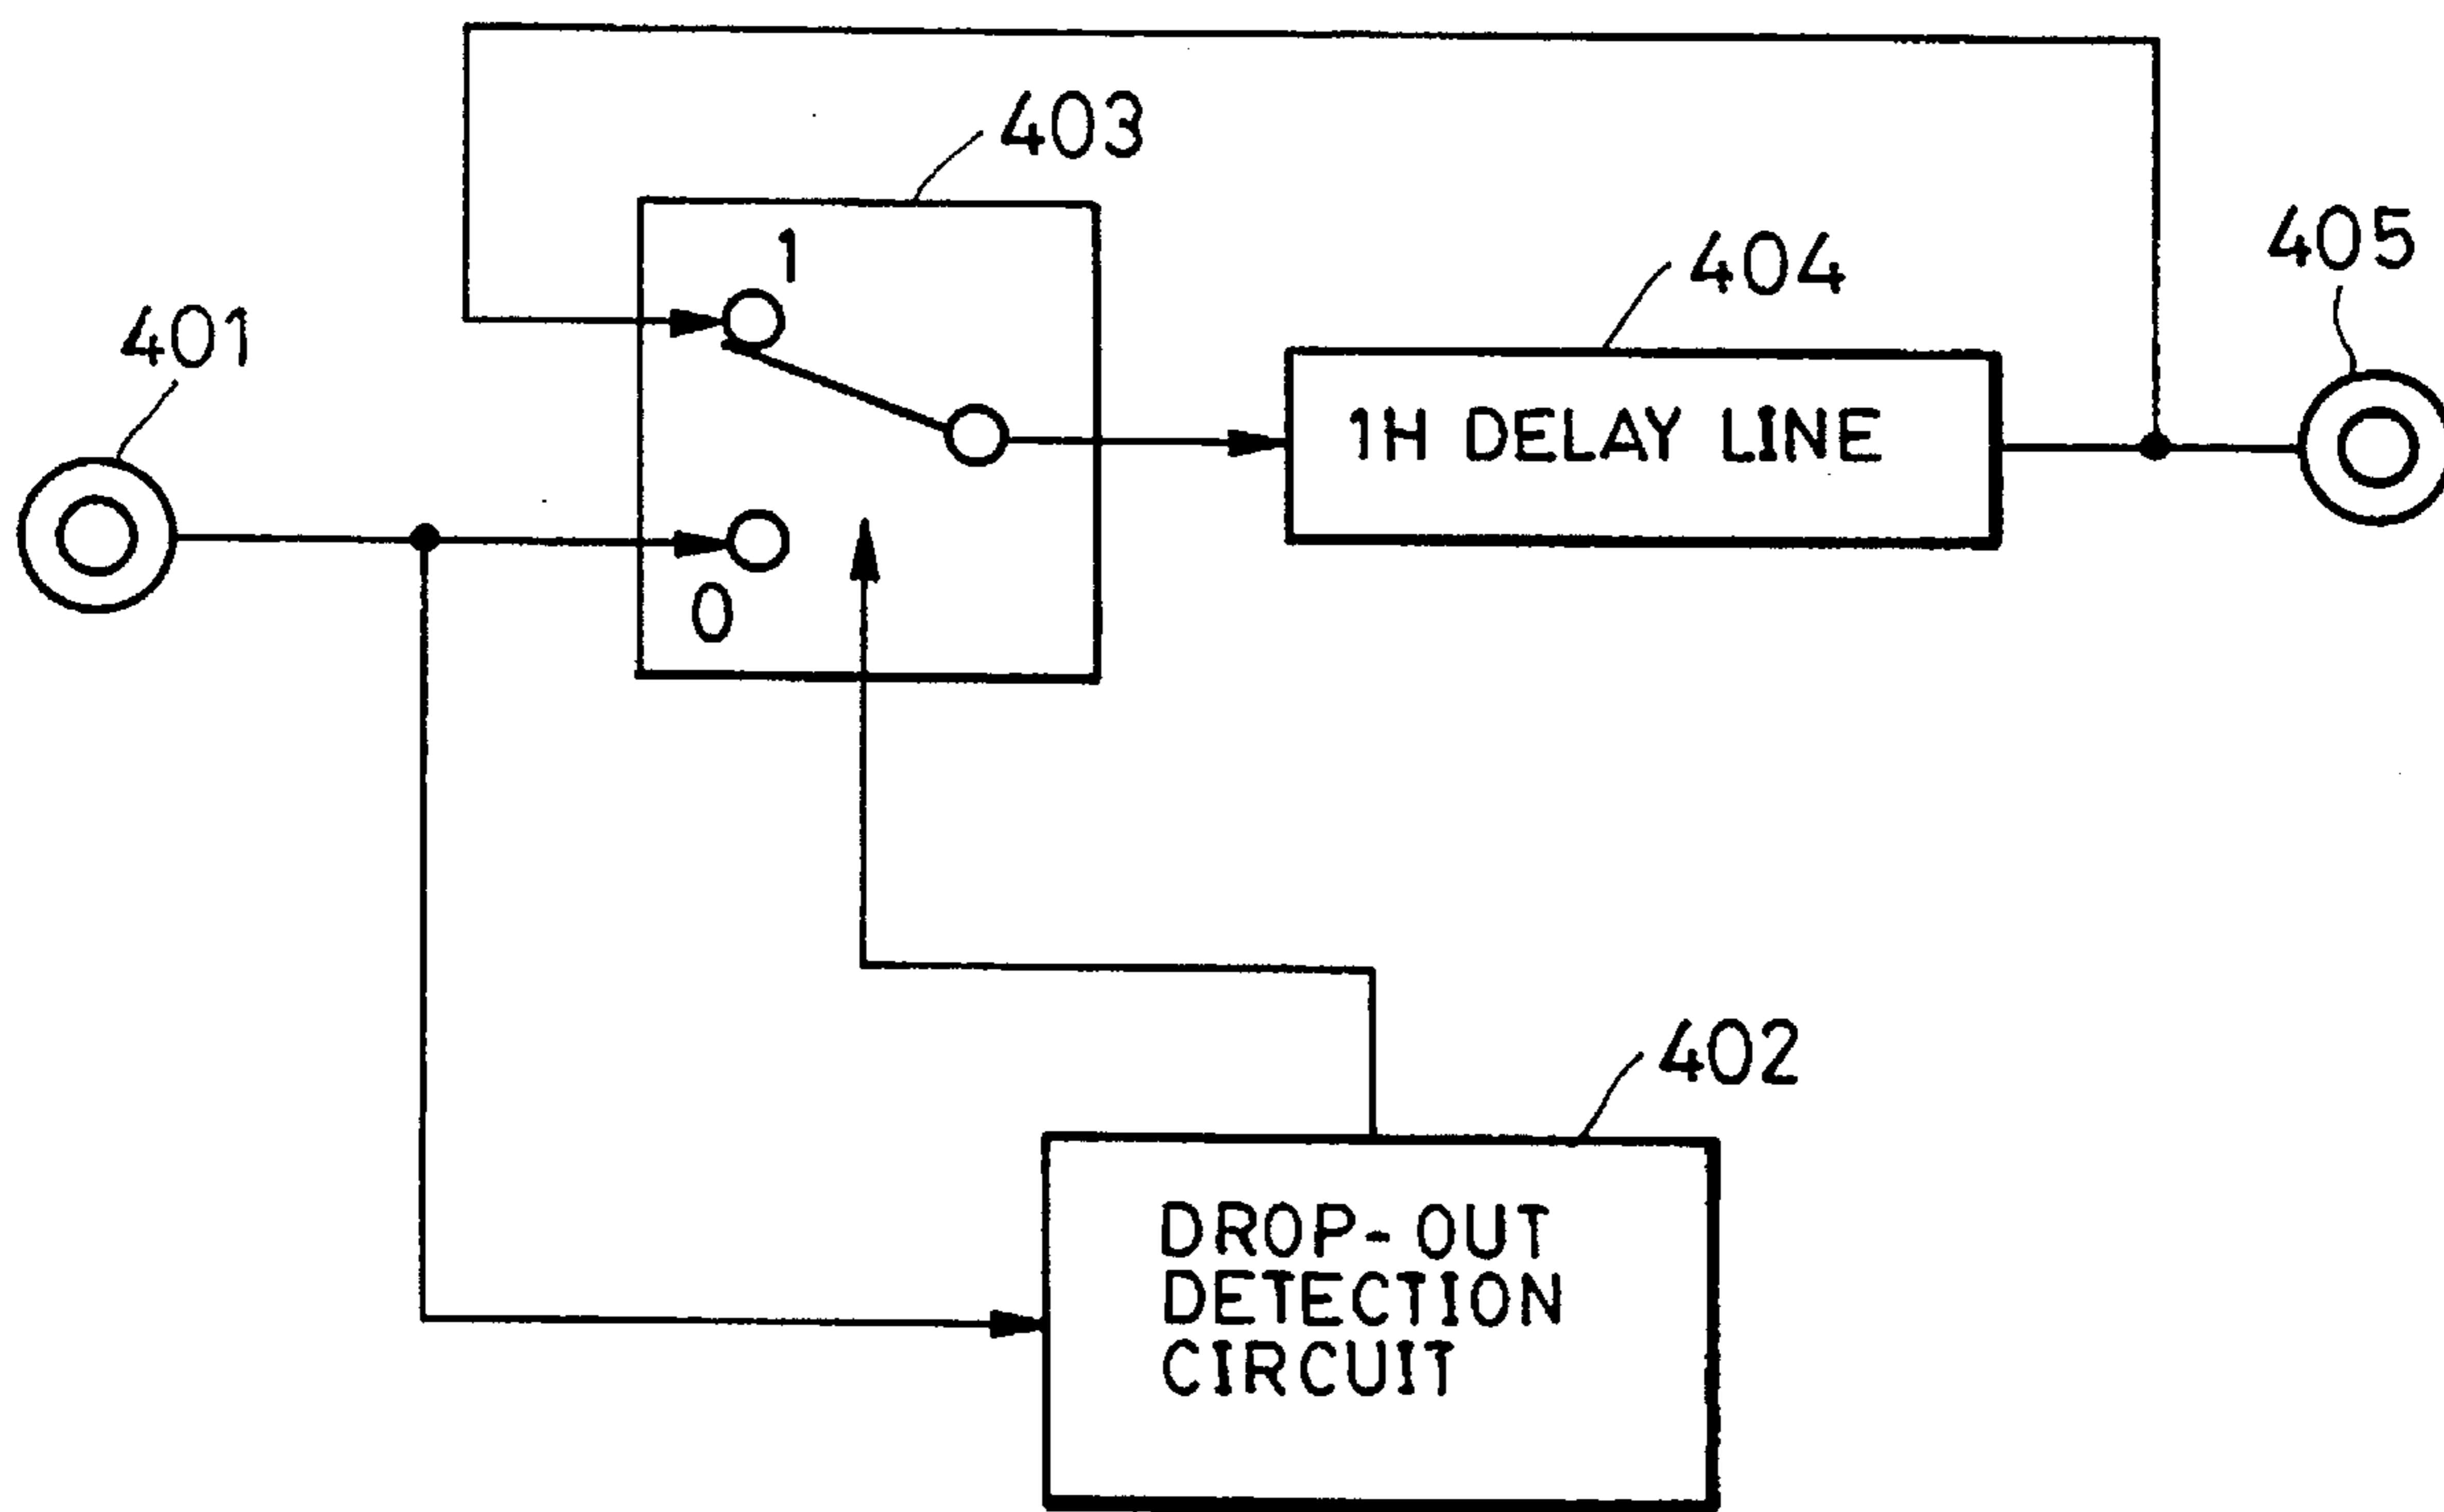 403
1
404
405
401
1H DELAY LINE
0
402
DROP-OUT
DETECTION
CIRCUIT